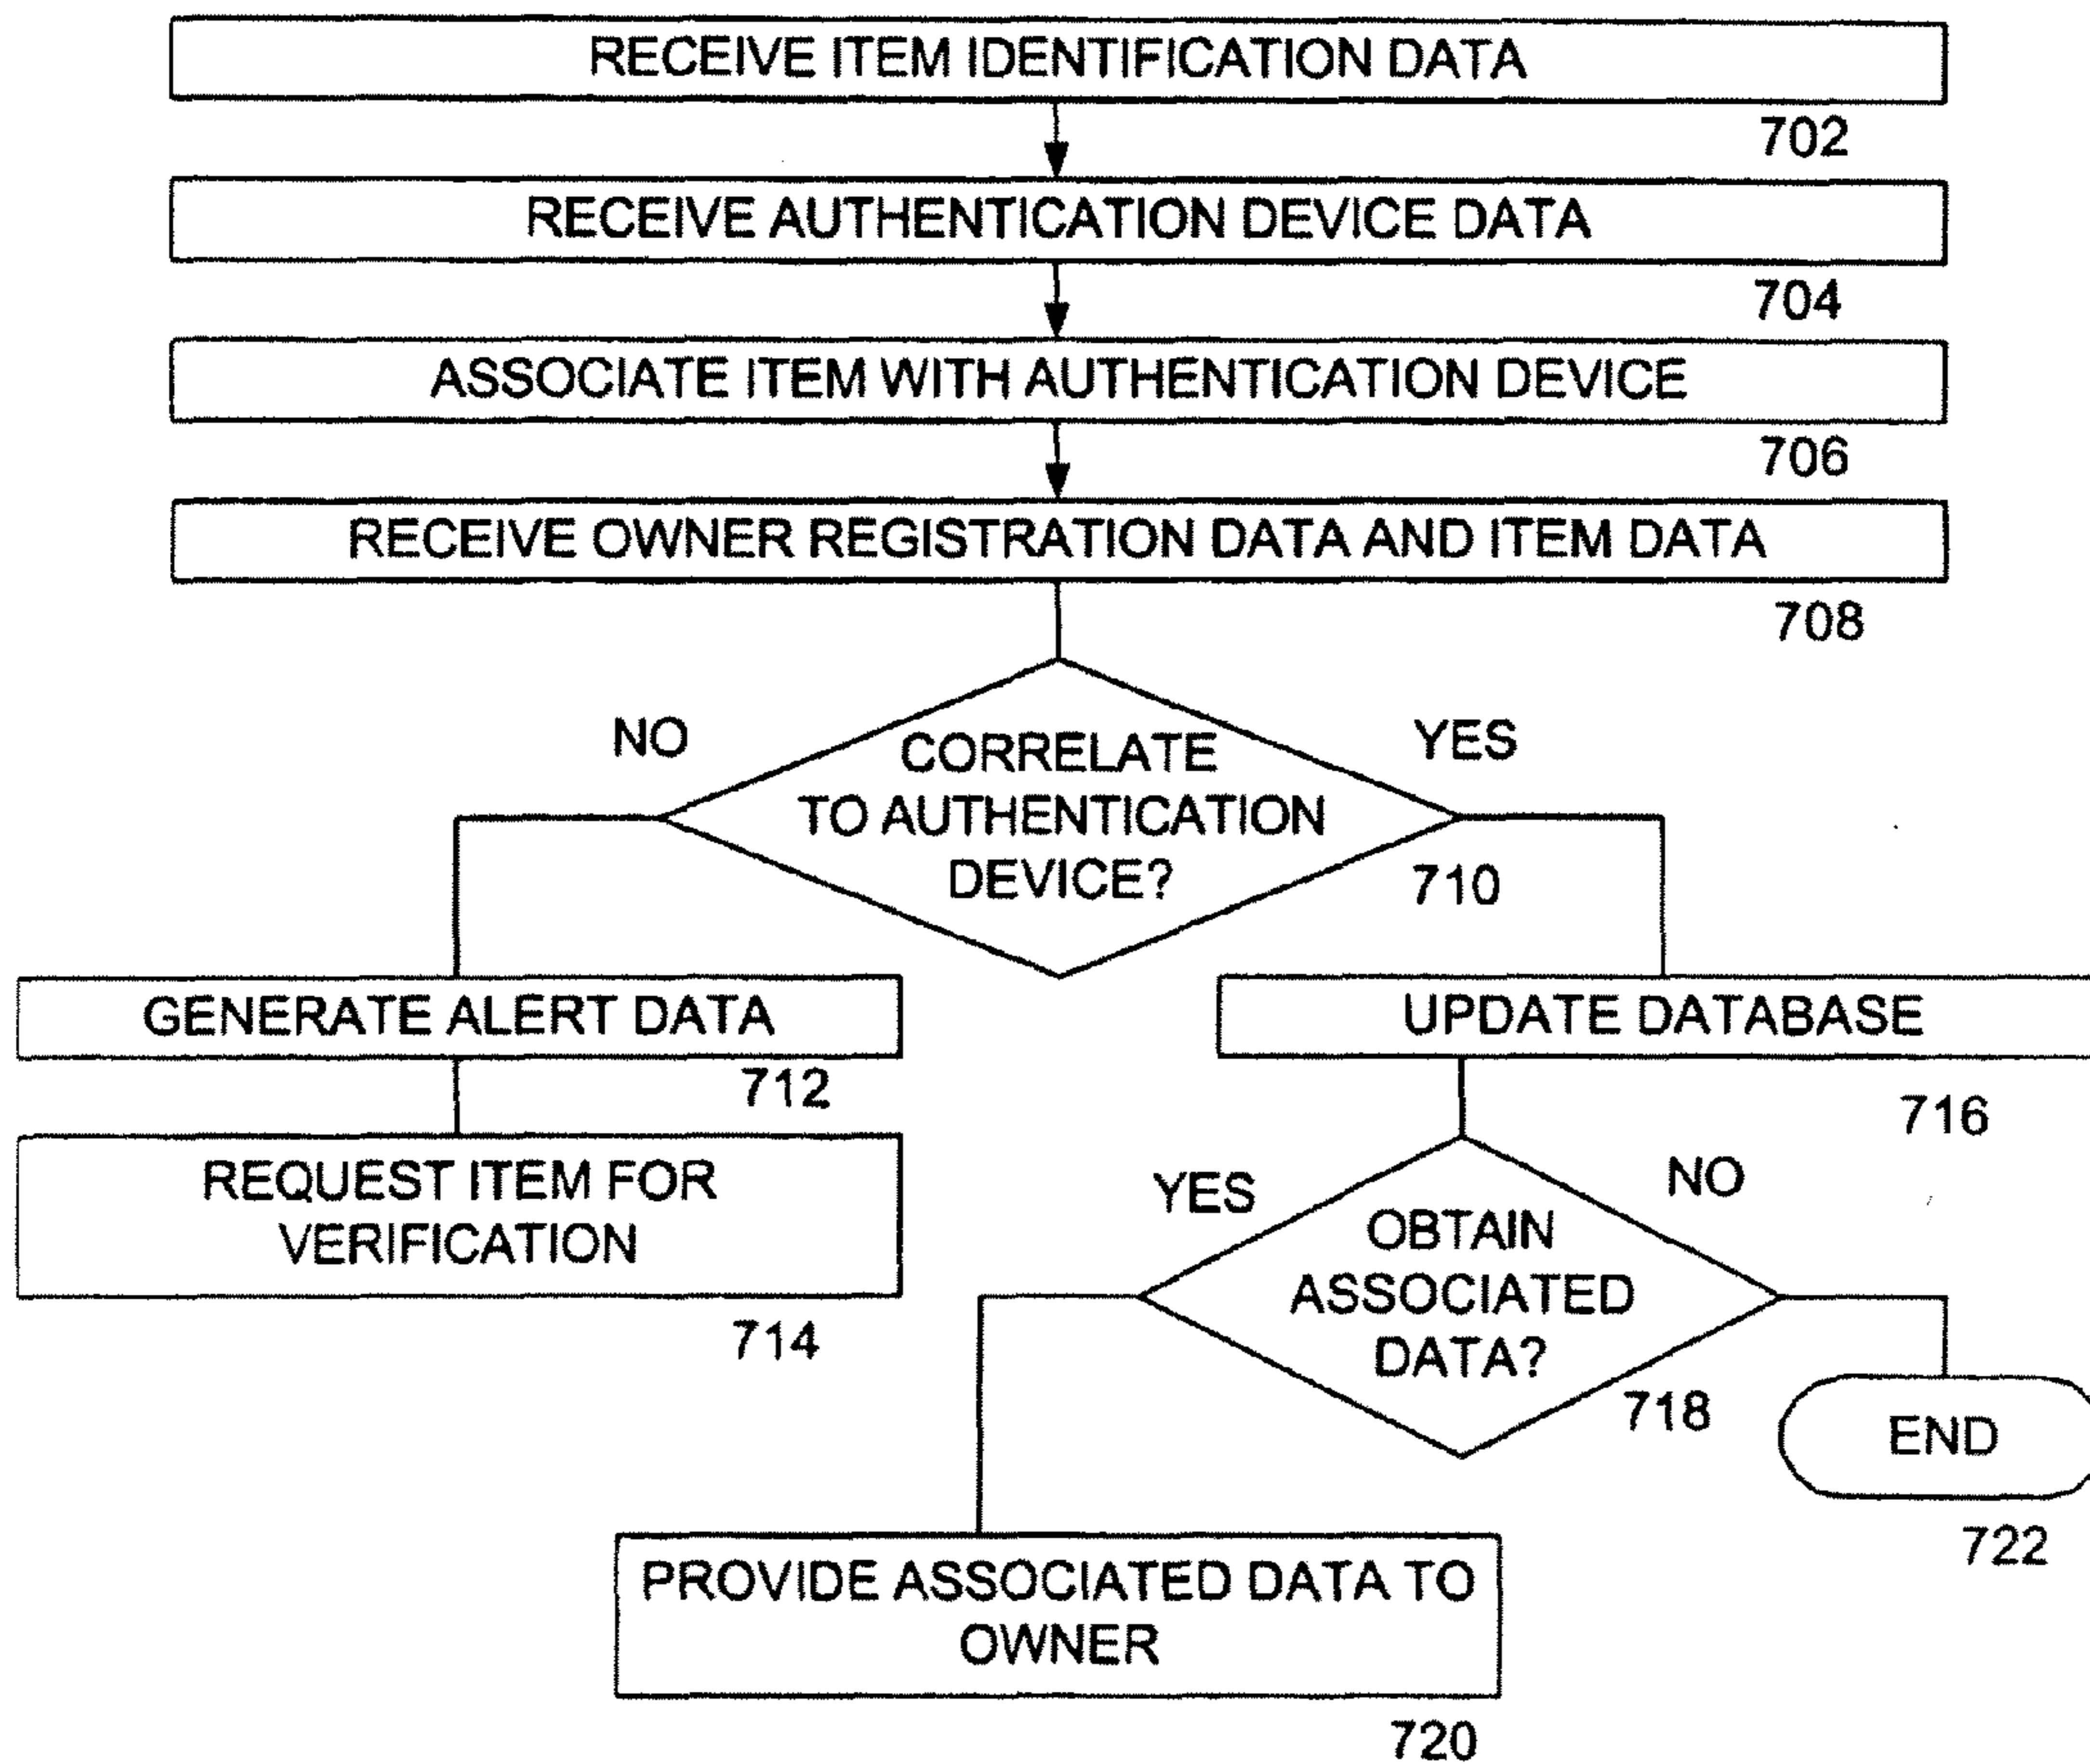 RECEIVE ITEM IDENTIFICATION DATA
702
RECEIVE AUTHENTICATION DEVICE DATA
704
ASSOCIATE ITEM WITH AUTHENTICATION DEVICE
706
RECEIVE OWNER REGISTRATION DATA AND ITEM DATA
708
NO
YES
CORRELATE
TO AUTHENTICATION
DEVICE?
710
GENERATE ALERT DATA
712
REQUEST ITEM FOR
VERIFICATION
714
UPDATE DATABASE
716
YES
NO
OBTAIN
ASSOCIATED
DATA?
718
END
722
PROVIDE ASSOCIATED DATA TO
OWNER
720